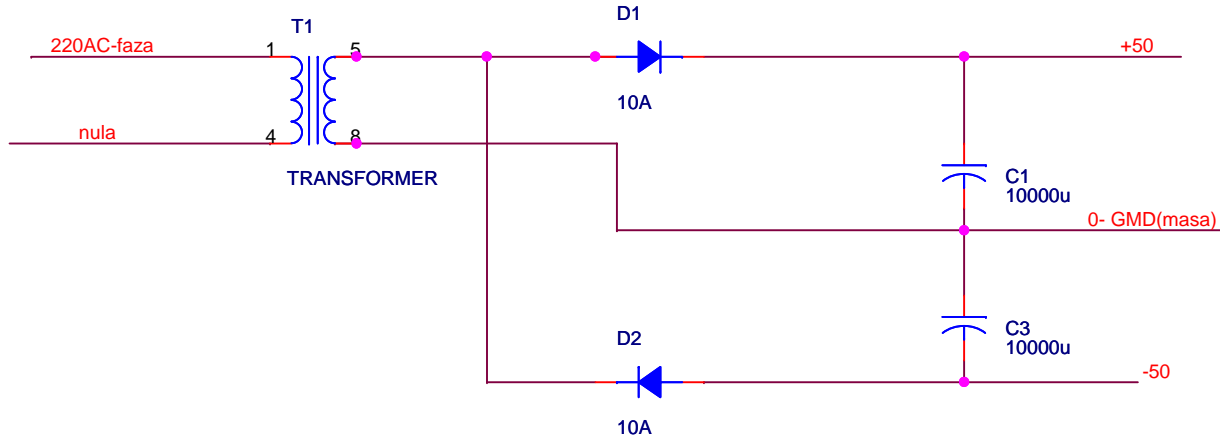 T1
D1
220AC-faza
1
5
+50
10A
nula
4
8
TRANSFORMER
C1
10000u
0- GMD(masa)
D2
C3
10000u
-50
10A